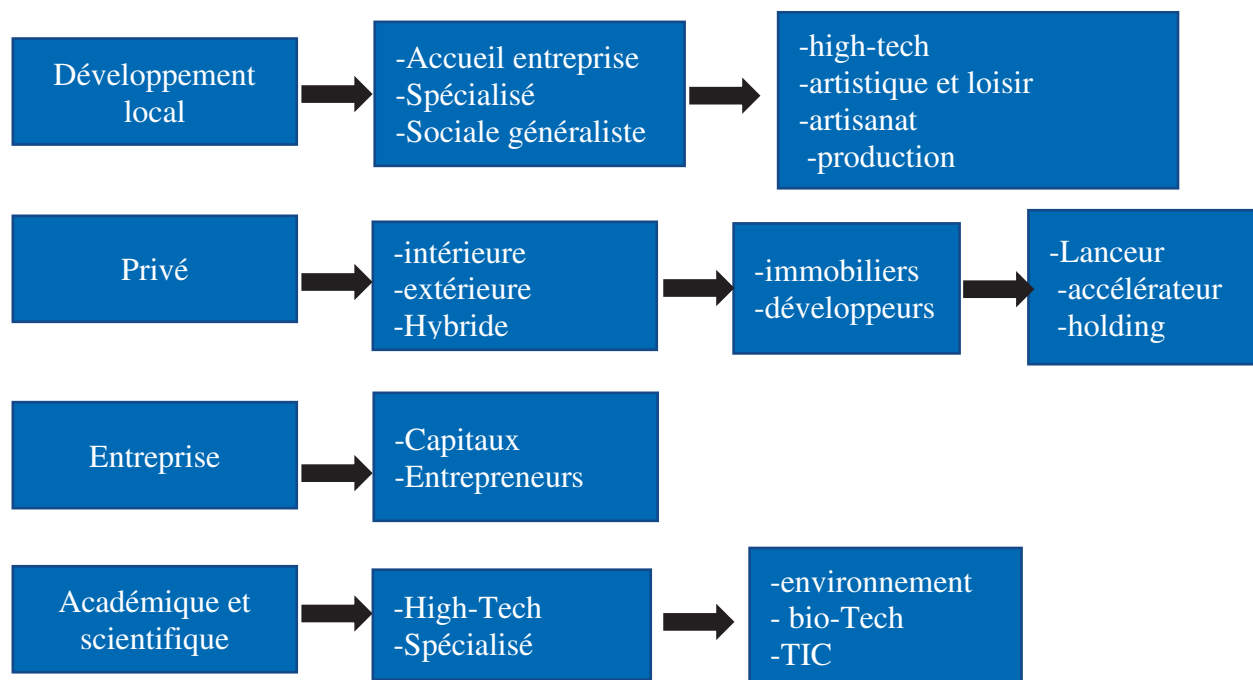 Développement
local
-Accueil entreprise
-Spécialisé
-Sociale généraliste
-high-tech
-artistique et loisir
-artisanat
-production
Privé
-intérieure
-extérieure
-Hybride
-immobiliers
-développeurs
-Lanceur
-accélérateur
-holding
Entreprise
-Capitaux
-Entrepreneurs
Académique et
scientifique
-High-Tech
-Spécialisé
-environnement
- bio-Tech
-TIC